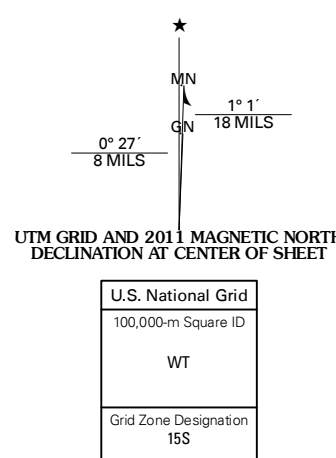 ★
MN
1° 1´
18 MILS
GN
0° 27´
8 MILS
UTM GRID AND 2011 MAGNETIC NORTH
DECLINATION AT CENTER OF SHEET
U.S. National Grid
100,000-m Square ID
WT
Grid Zone Designation
15S